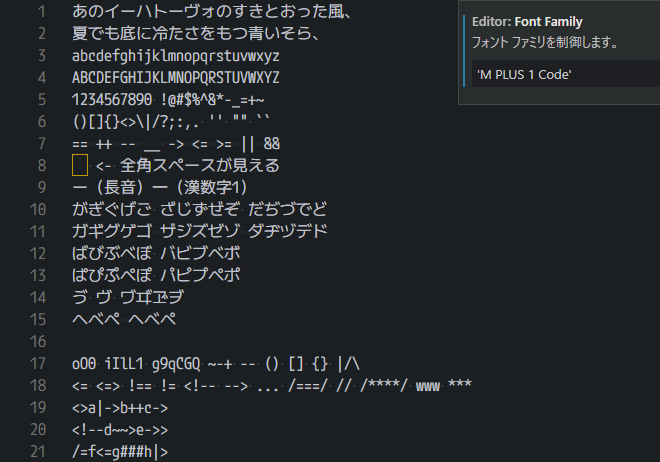 1 あのイーハトーヴォのすきとおった風、
2 夏でも底に冷たさをもつ青いそら、
3 abcdefghijklmnopqrstuvwxyz
4 ABCDEFGHIJKLMNOPQRSTUVWXYZ
5 1234567890 !@#$%^&*-_=+~
6 ()[]{}<>\|/?;:,. '' "" ``
7 == ++ -- __ -> <= >= || &&
8 　 <- 全角スペースが見える
9 ー（長音）一（漢数字1）
10 がぎぐげご ざじずぜぞ だぢづでど
11 ガギグゲゴ ザジズゼゾ ダヂヅデド
12 ばびぶべぼ バビブベボ
13 ぱぴぷぺぽ パピプペポ
14 ゔ ヴ ヷヸヹヺ
15 へべぺ ヘベペ
16
17 oO0 iIlL1 g9qCGQ ~-+ -- () [] {} |/\
18 <= <=> !== != <!-- --> ... /===/ // /****/ www ***
19 <>a|->b++c->
20 <!--d~~>e->>
21 /=f<=g###h|>
Editor: Font Family
フォント ファミリを制御します。
'M PLUS 1 Code'